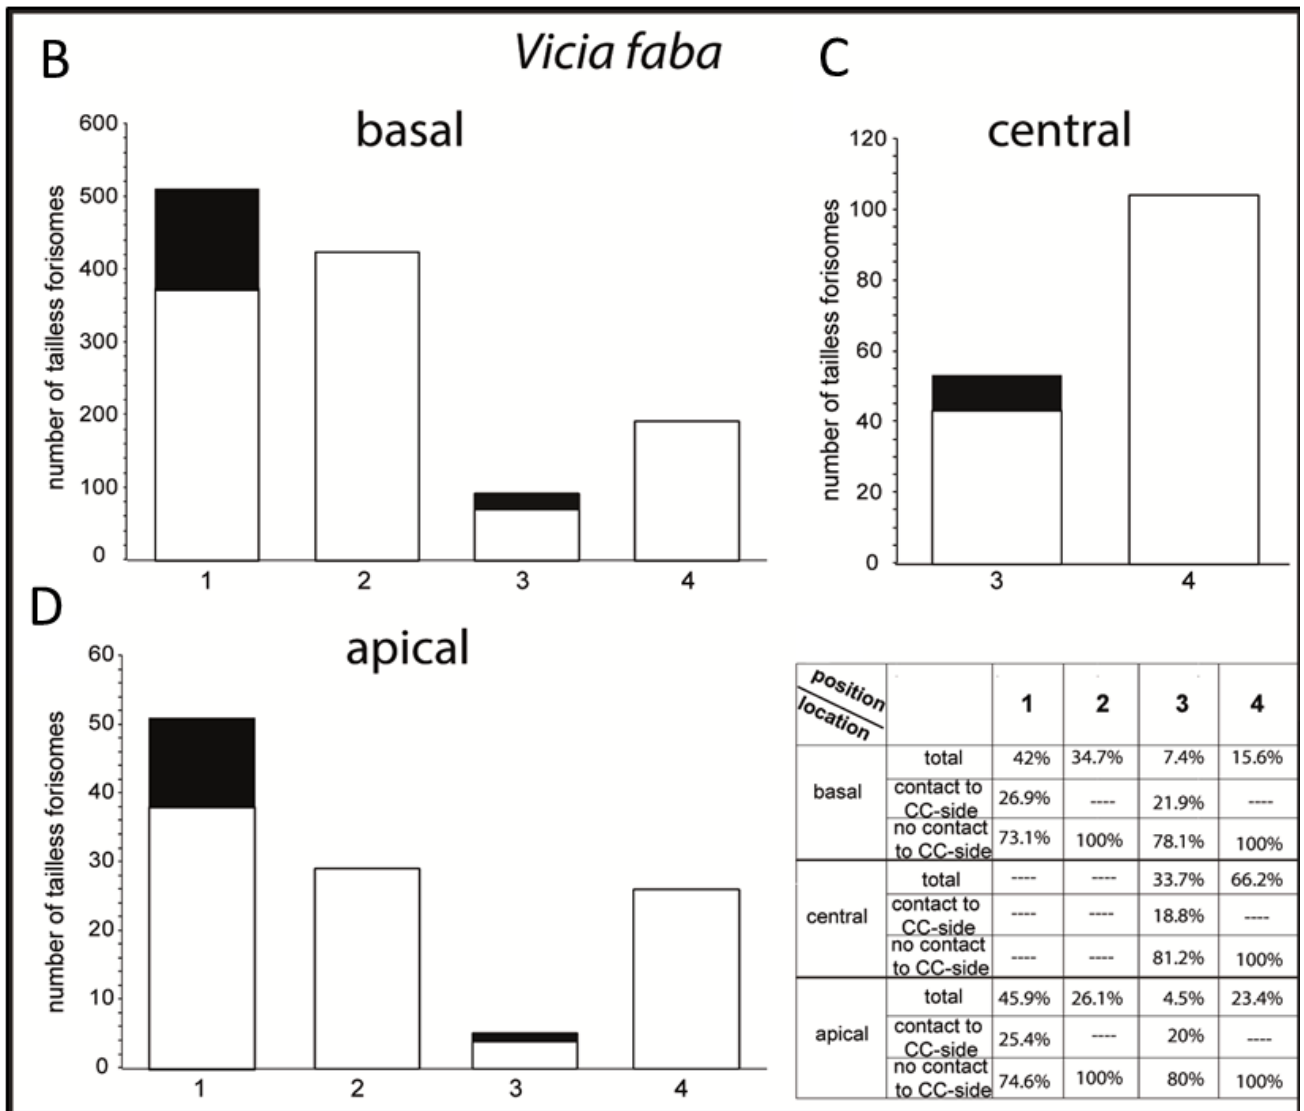 B
Vicia faba
C
basal
number of tailless forisomes
600
500
400
300
200
100
0
1 2 3 4
central
number of tailless forisomes
120
100
80
60
40
20
0
3 4
D
apical
number of tailless forisomes
60
50
40
30
20
10
0
1 2 3 4
position
location
1 2 3 4
basal
total 42% 34.7% 7.4% 15.6%
contact to
CC-side
26.9% ---- 21.9% ----
no contact
to CC-side
73.1% 100% 78.1% 100%
central
total ---- ---- 33.7% 66.2%
contact to
CC-side
---- ---- 18.8% ----
no contact
to CC-side
---- ---- 81.2% 100%
apical
total 45.9% 26.1% 4.5% 23.4%
contact to
CC-side
25.4% ---- 20% ----
no contact
to CC-side
74.6% 100% 80% 100%